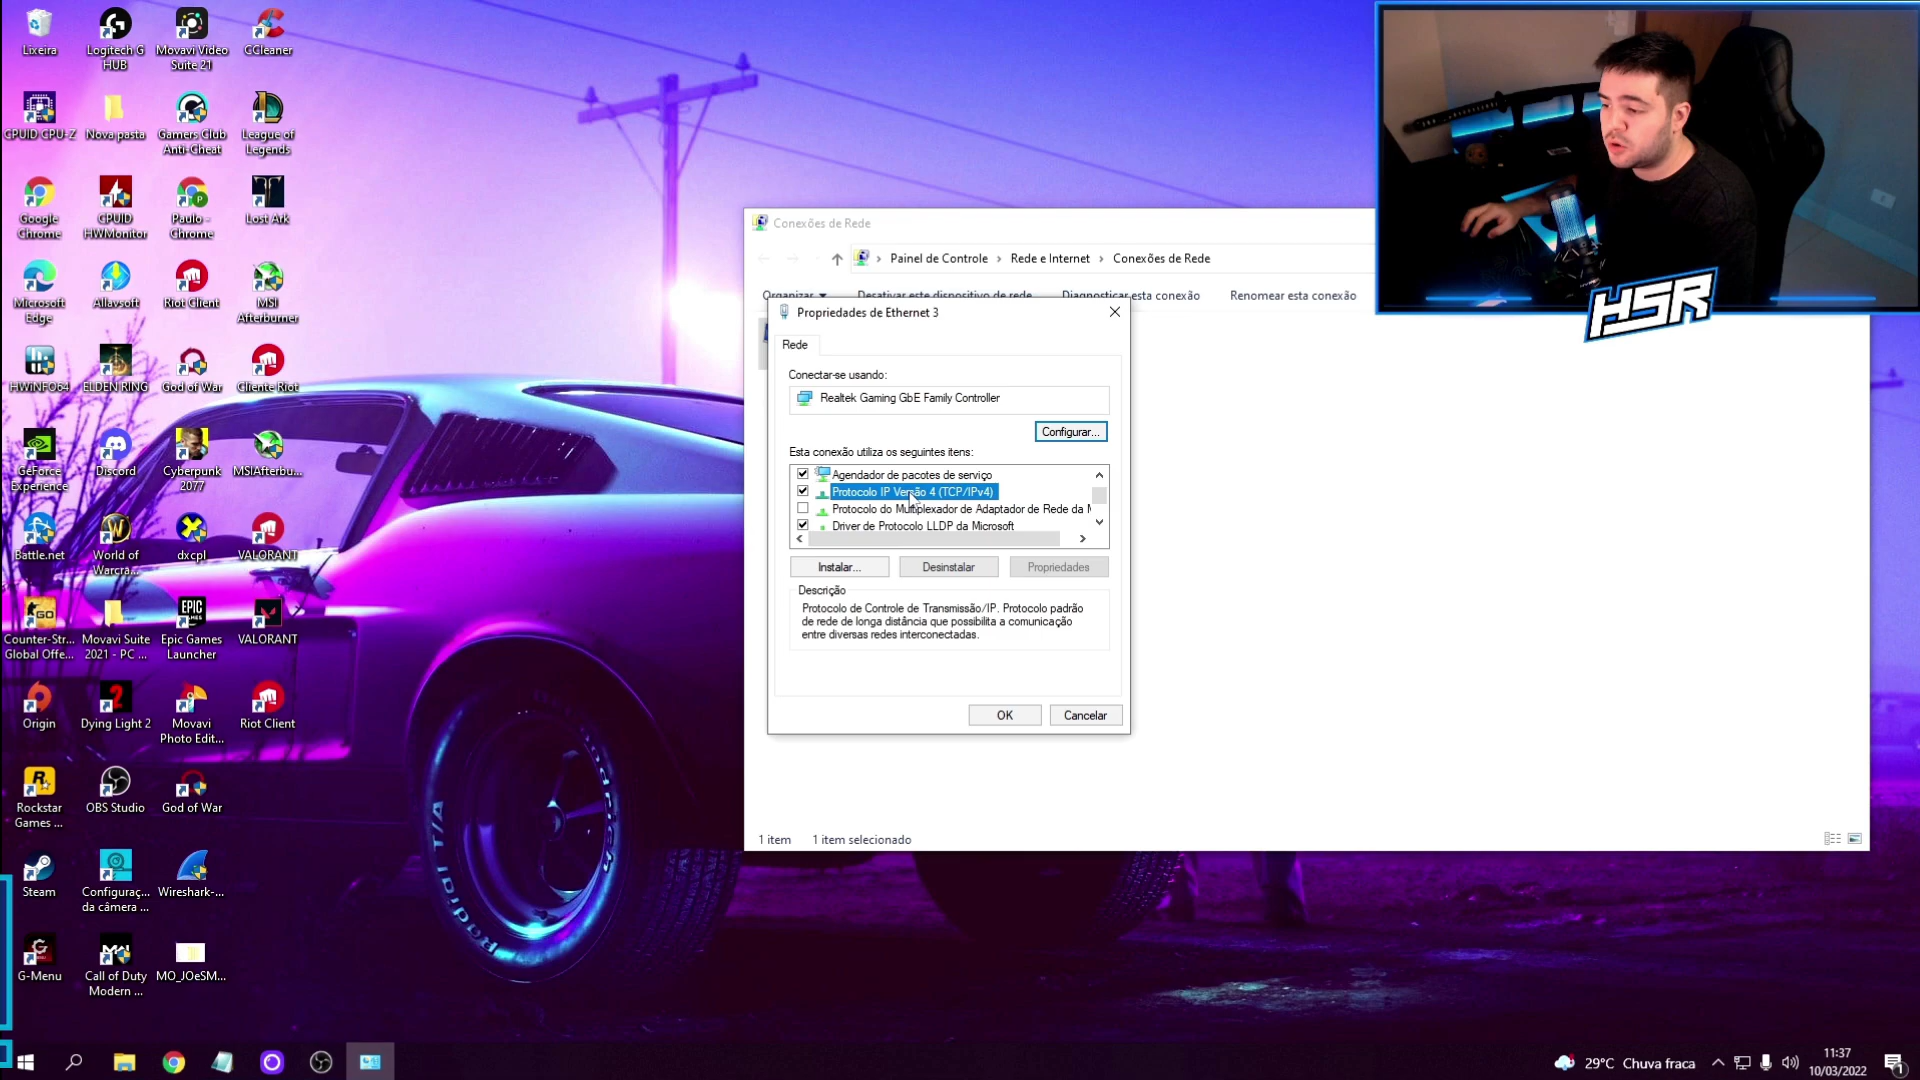 Lixeira
Logitech G
HUB
Movavi Video
Suite 21
CCleaner
CPUID CPU-Z
Nova pasta
Gamers Club
Anti-Cheat
League of
Legends
Google
Chrome
CPUID
HWMonitor
Paulo -
Chrome
Lost Ark
Microsoft
Edge
Allavsoft
Riot Client
MSI
Afterburner
HWiNFO64
ELDEN RING
God of War
Cliente Riot
GeForce
Experience
Discord
Cyberpunk
2077
MSIAfterbu...
Battle.net
World of
Warcra...
dxcpl
VALORANT
Counter-Str...
Global Offe...
Movavi Suite
2021 - PC ...
Epic Games
Launcher
VALORANT
Origin
Dying Light 2
Movavi
Photo Edit...
Riot Client
Rockstar
Games ...
OBS Studio
God of War
Steam
Configuraç...
da câmera ...
Wireshark-...
G-Menu
Call of Duty
Modern ...
MO_JOeSM...
HSR
Conexões de Rede
Painel de Controle > Rede e Internet > Conexões de Rede
Organizar
Desativar este dispositivo de rede
Diagnosticar esta conexão
Renomear esta conexão
Propriedades de Ethernet 3
Rede
Conectar-se usando:
Realtek Gaming GbE Family Controller
Configurar...
Esta conexão utiliza os seguintes itens:
Agendador de pacotes de serviço
Protocolo IP Versão 4 (TCP/IPv4)
Protocolo do Multiplexador de Adaptador de Rede da
Driver de Protocolo LLDP da Microsoft
Instalar...
Desinstalar
Propriedades
Descrição
Protocolo de Controle de Transmissão/IP. Protocolo padrão
de rede de longa distância que possibilita a comunicação
entre diversas redes interconectadas.
OK
Cancelar
1 item
1 item selecionado
Radial T/A
29°C Chuva fraca
11:37
10/03/2022
1